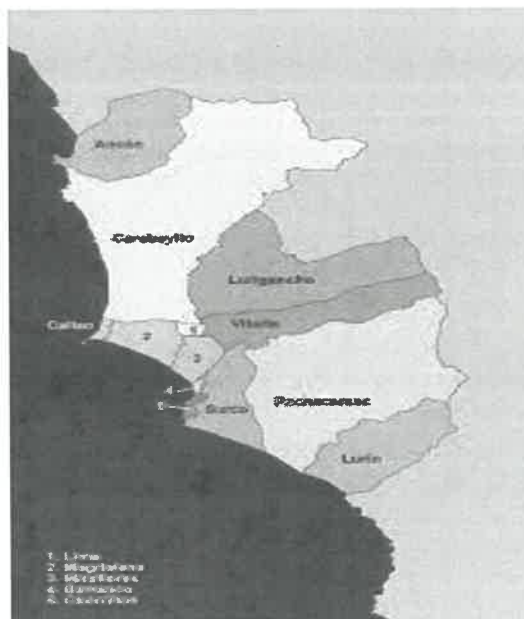 Ancón
Carabayllo
Lurigancho
Callao
2
1
Vitarte
3
4
5
Surco
Pachacamac
Lurín
1. Lima
2. Magdalena
3. Miraflores
4. Barranco
5. Chorrillos